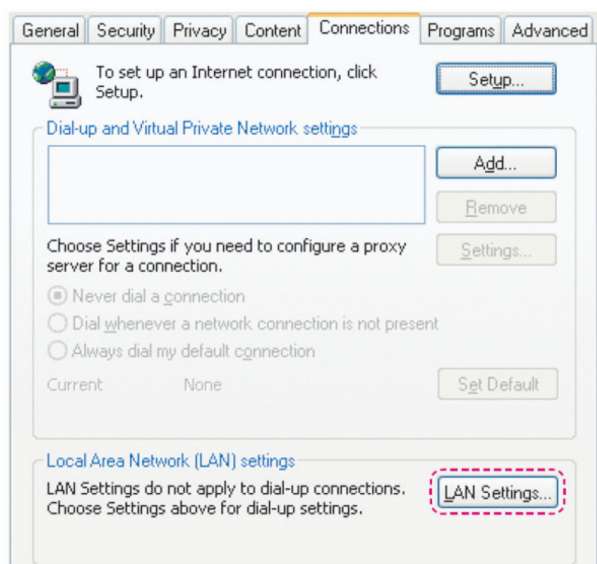 General Security Privacy Content Connections Programs Advanced
To set up an Internet connection, click
Setup.
Setup...
Dial-up and Virtual Private Network settings
Add...
Remove
Choose Settings if you need to configure a proxy
server for a connection.
Settings...
Never dial a connection
Dial whenever a network connection is not present
Always dial my default connection
Current None Set Default
Local Area Network (LAN) settings
LAN Settings do not apply to dial-up connections.
Choose Settings above for dial-up settings.
LAN Settings...